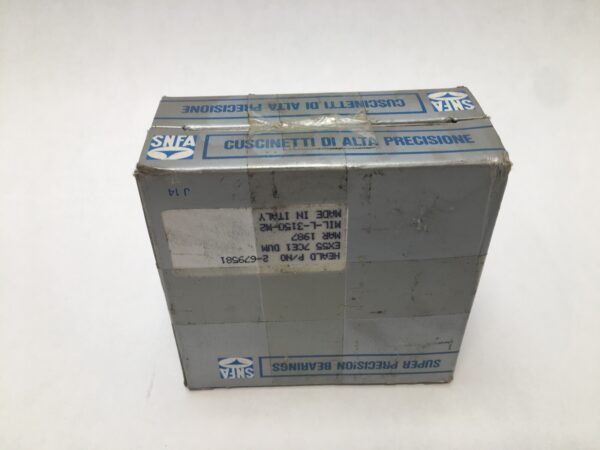 SNFA
CUSCINETTI DI ALTA PRECISIONE
SNFA
CUSCINETTI DI ALTA PRECISIONE
J 14
HEALD P/NO 2-679581
EX55 7CE1 DUM
MAR 1987
MIL-L-3150-M2
MADE IN ITALY
SNFA
SUPER PRECISION BEARINGS